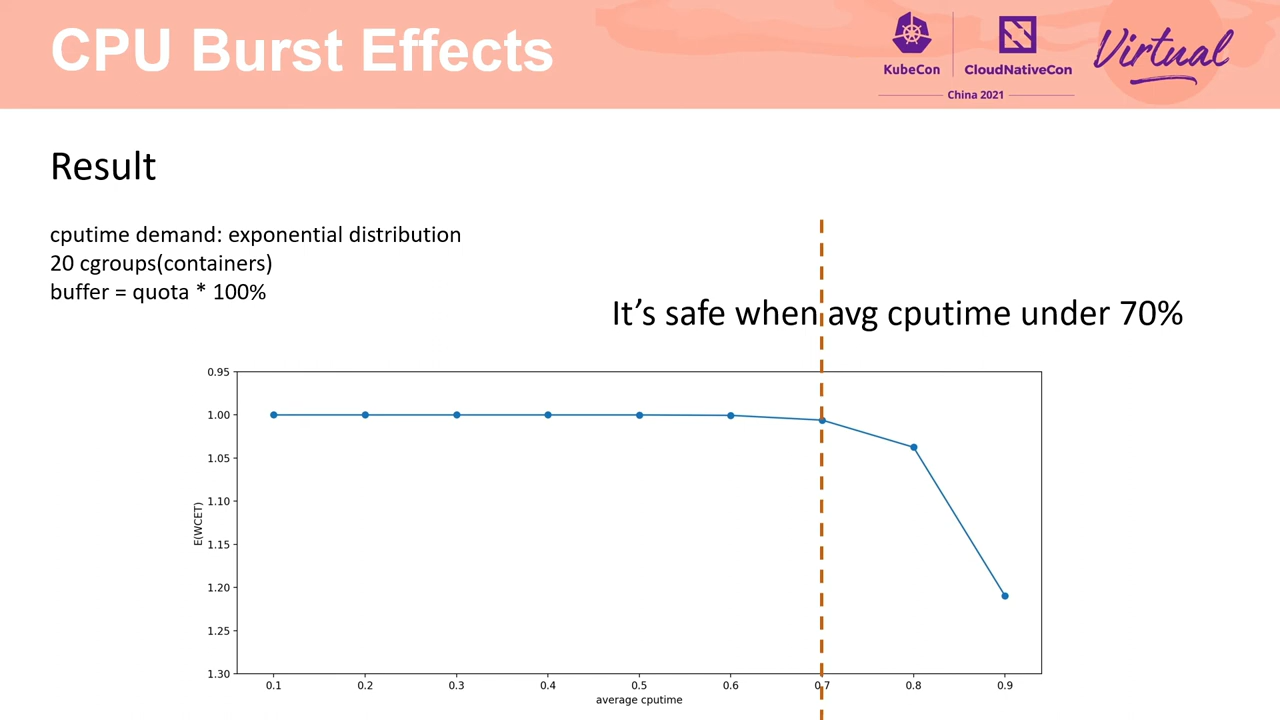 CPU Burst Effects
KubeCon
CloudNativeCon
China 2021
Virtual
Result
cputime demand: exponential distribution
20 cgroups(containers)
buffer = quota * 100%
It’s safe when avg cputime under 70%
0.95
1.00
1.05
1.10
1.15
1.20
1.25
1.30
E(WCET)
0.1 0.2 0.3 0.4 0.5 0.6 0.7 0.8 0.9
average cputime